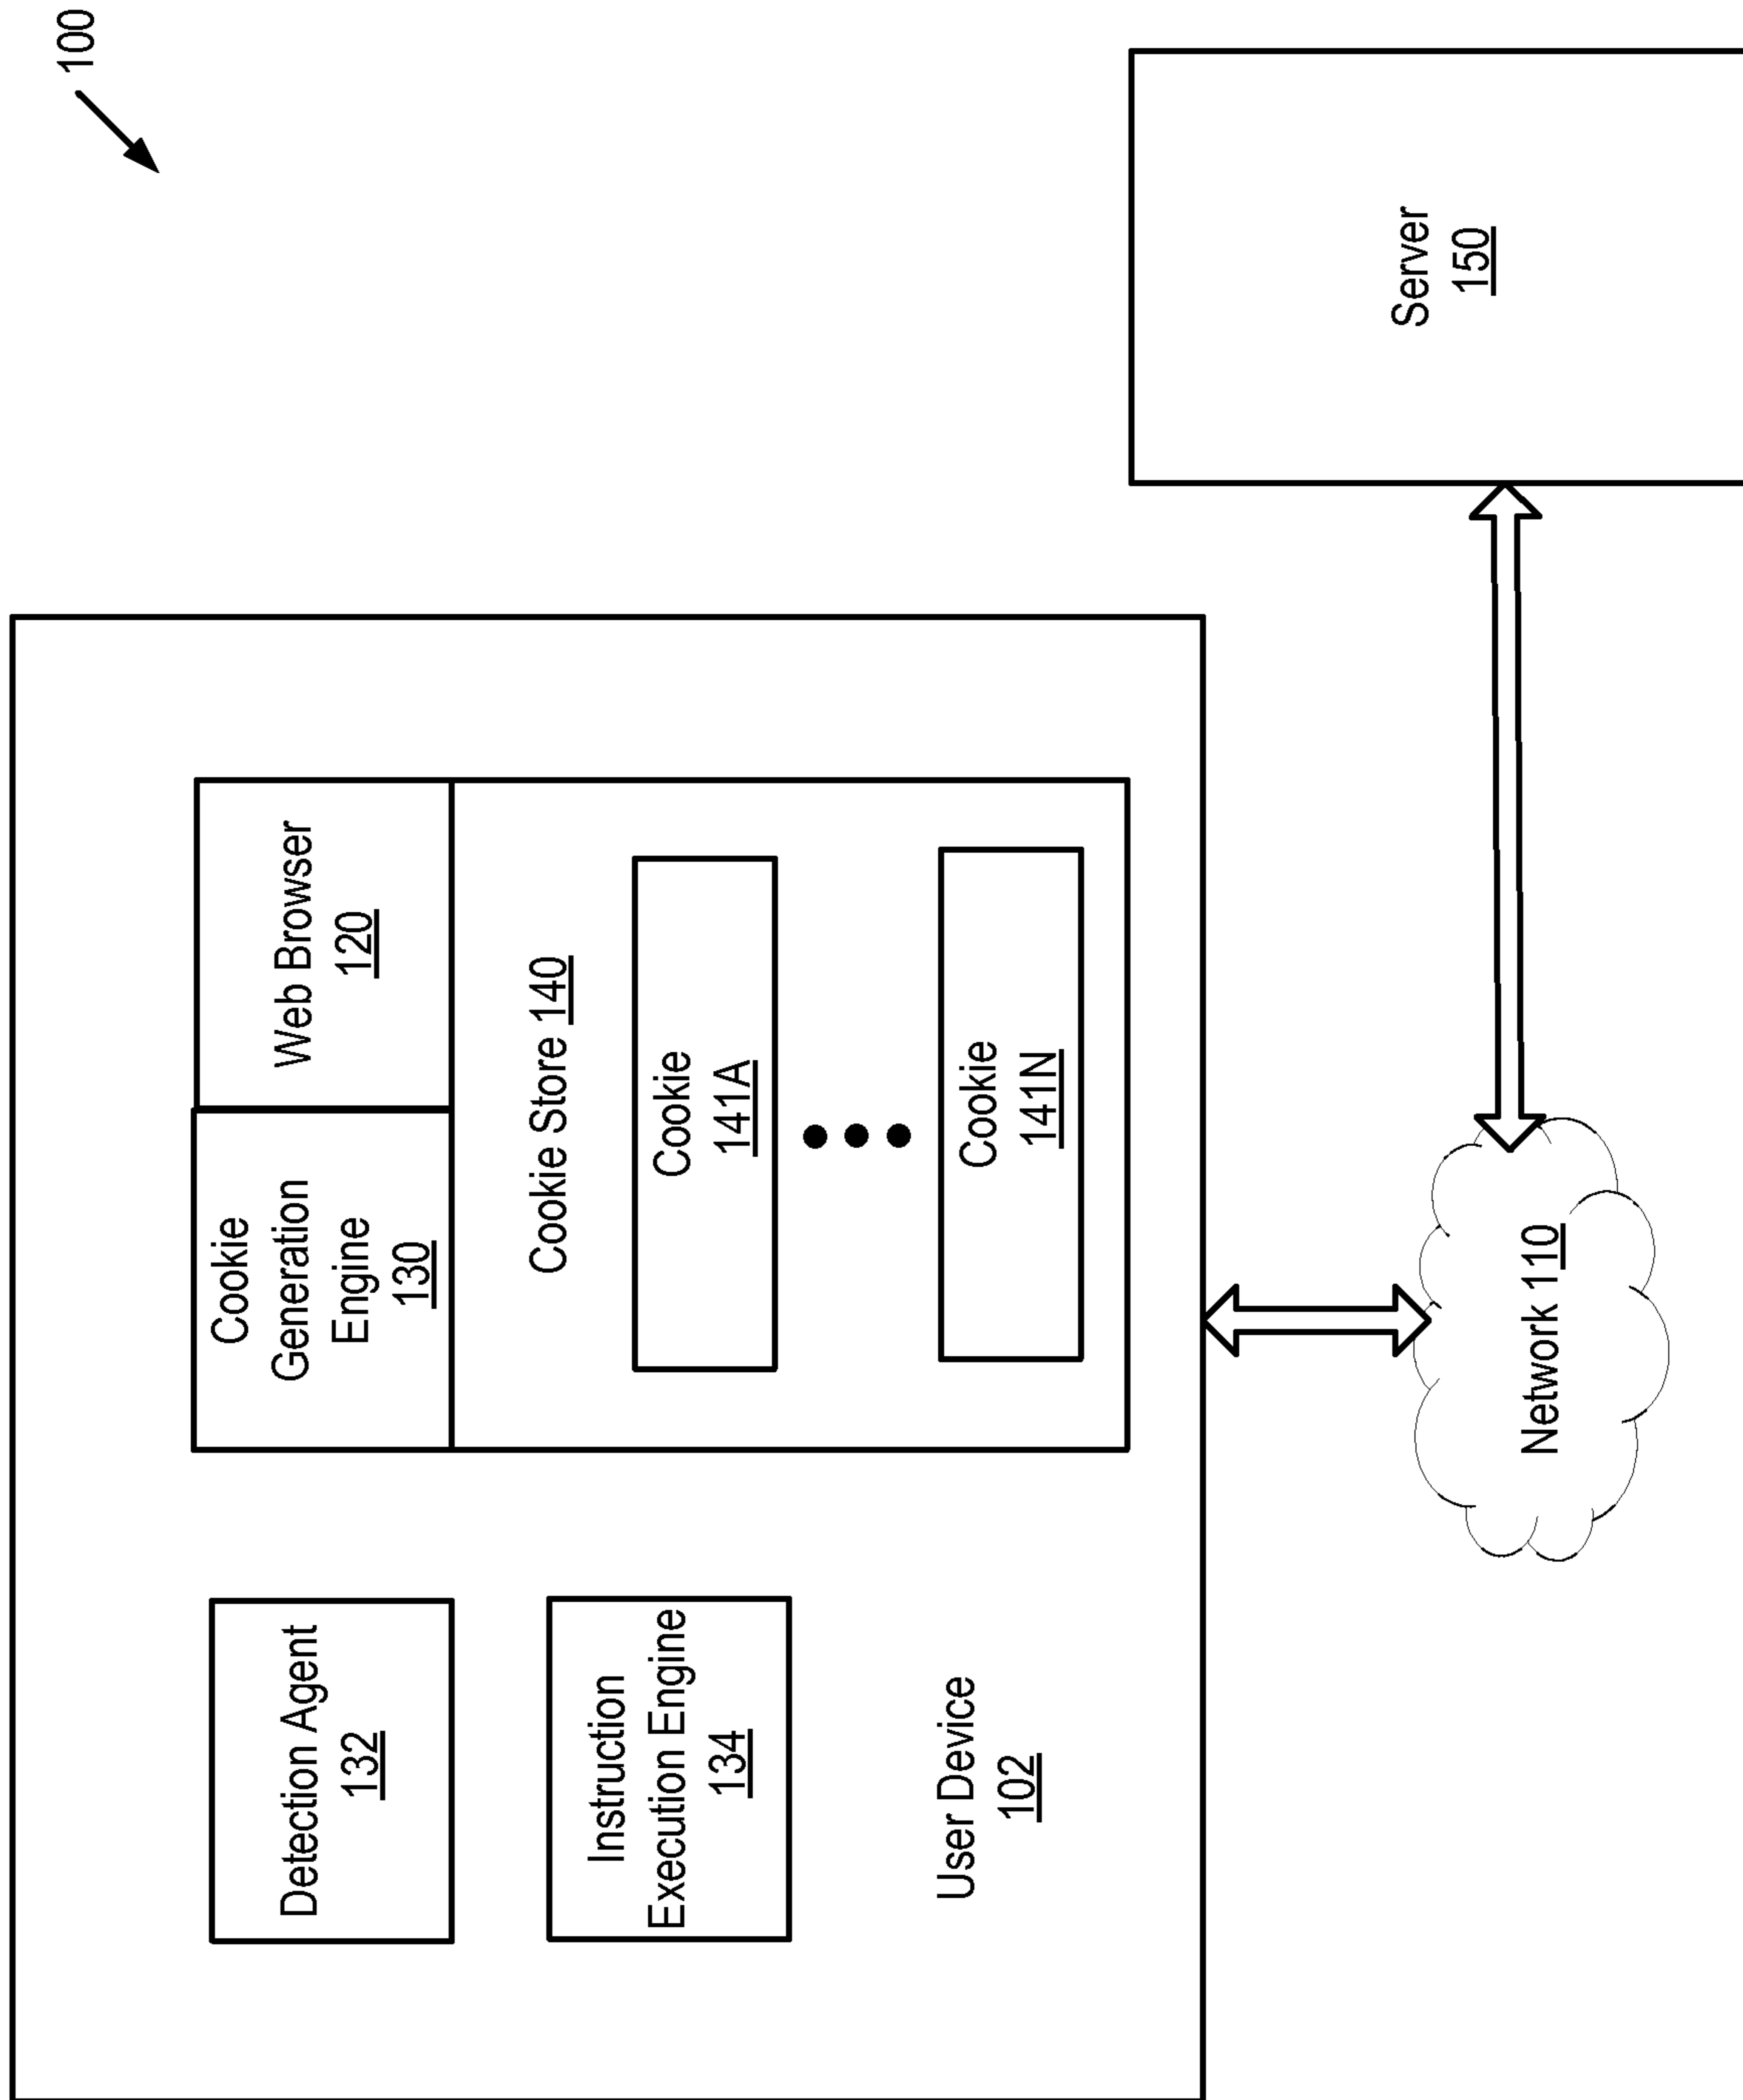 100
Detection Agent
132
Cookie
Generation
Engine
130
Web Browser
120
Instruction
Execution Engine
134
Cookie Store 140
Cookie
141A
Cookie
141N
User Device
102
Network 110
Server
150